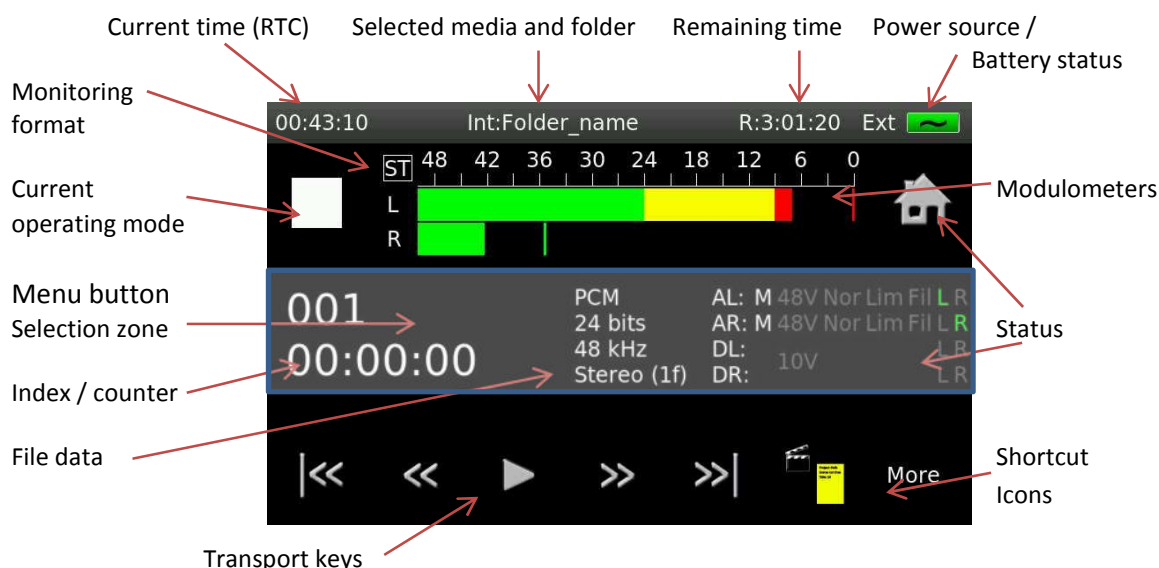 Current time (RTC) Selected media and folder Remaining time Power source /
Battery status
Monitoring
format
00:43:10 Int:Folder_name R:3:01:20 Ext
ST 48 42 36 30 24 18 12 6 0
Current
operating mode
L
R
Modulometers
Menu button
Selection zone
001
00:00:00
PCM
24 bits
48 kHz
Stereo (1f)
AL: M 48V Nor Lim Fil L R
AR: M 48V Nor Lim Fil L R
DL: L R
10V
DR: L R
Status
Index / counter
File data
More
Shortcut
Icons
Transport keys